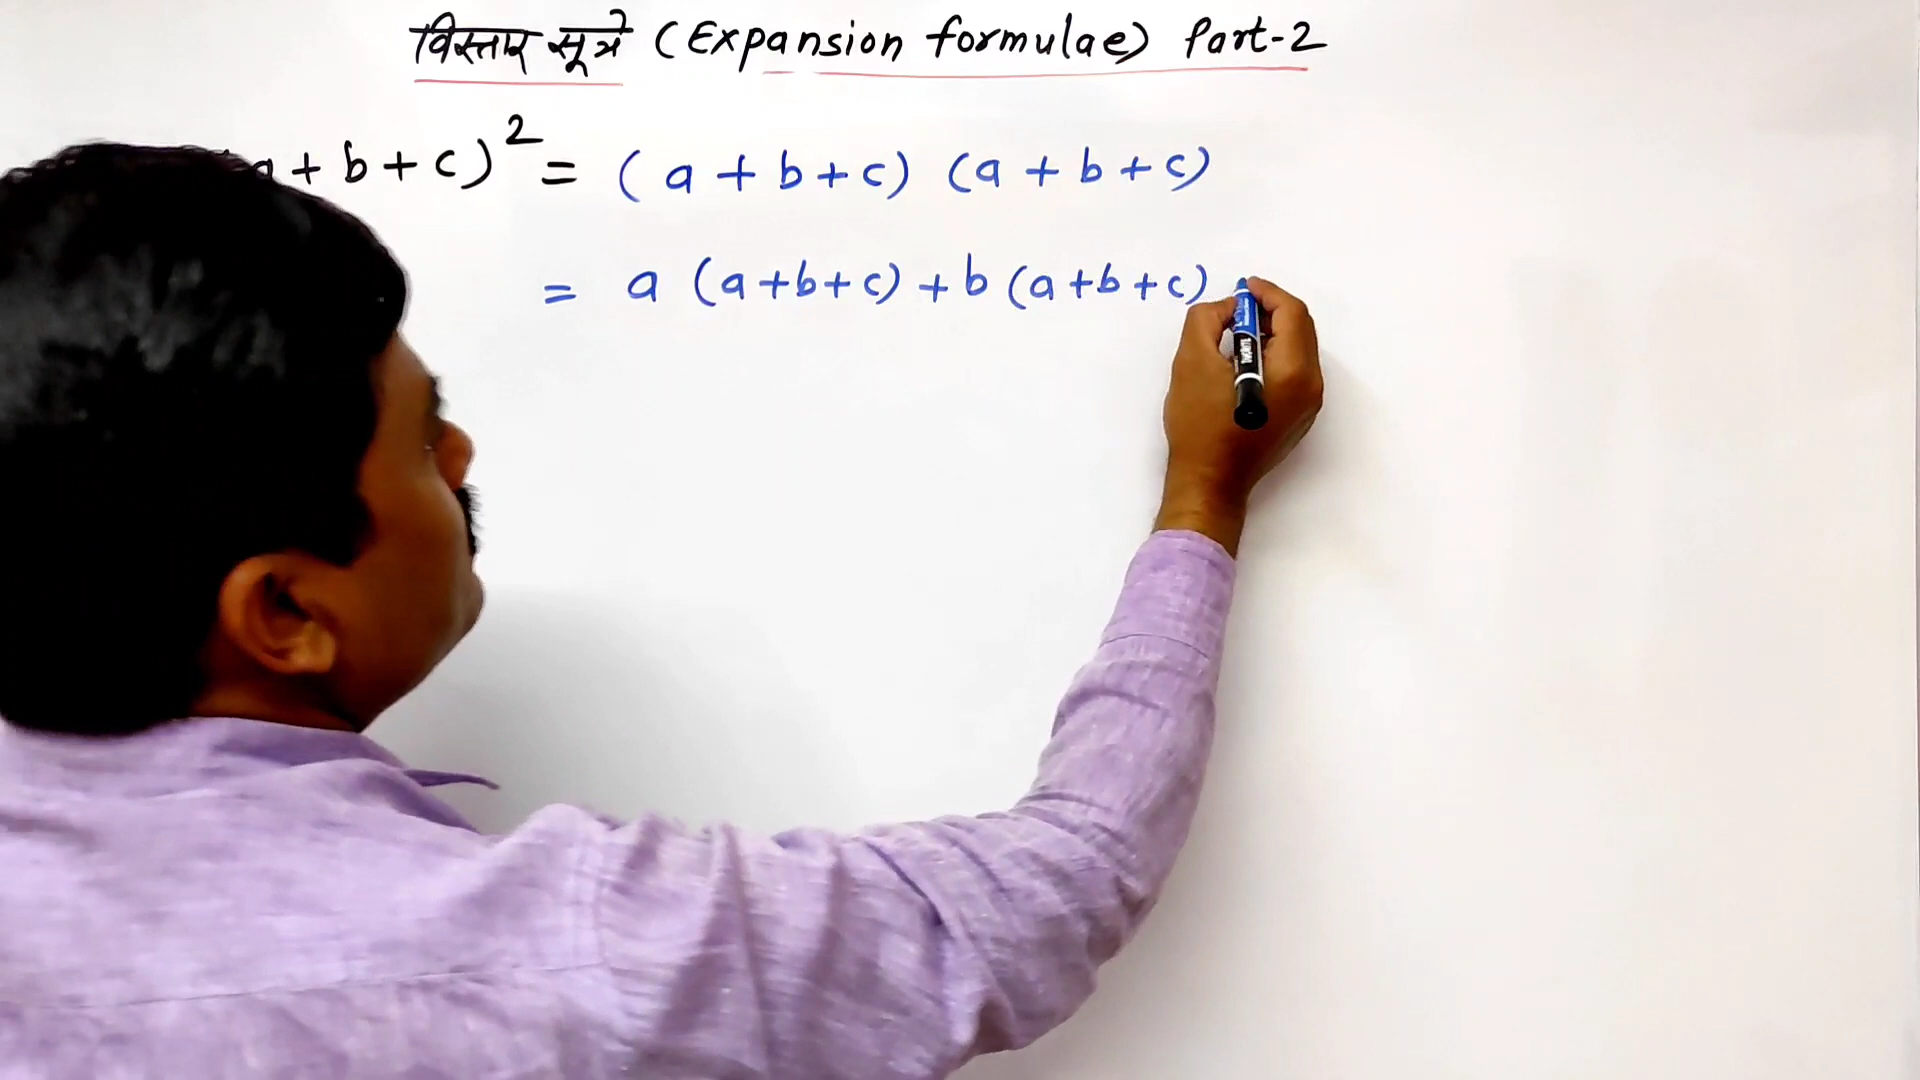 विस्तार सूत्रे (Expansion formulae) Part-2
a + b + c)² = (a + b + c) (a + b + c)
= a (a+b+c) + b (a+b+c)